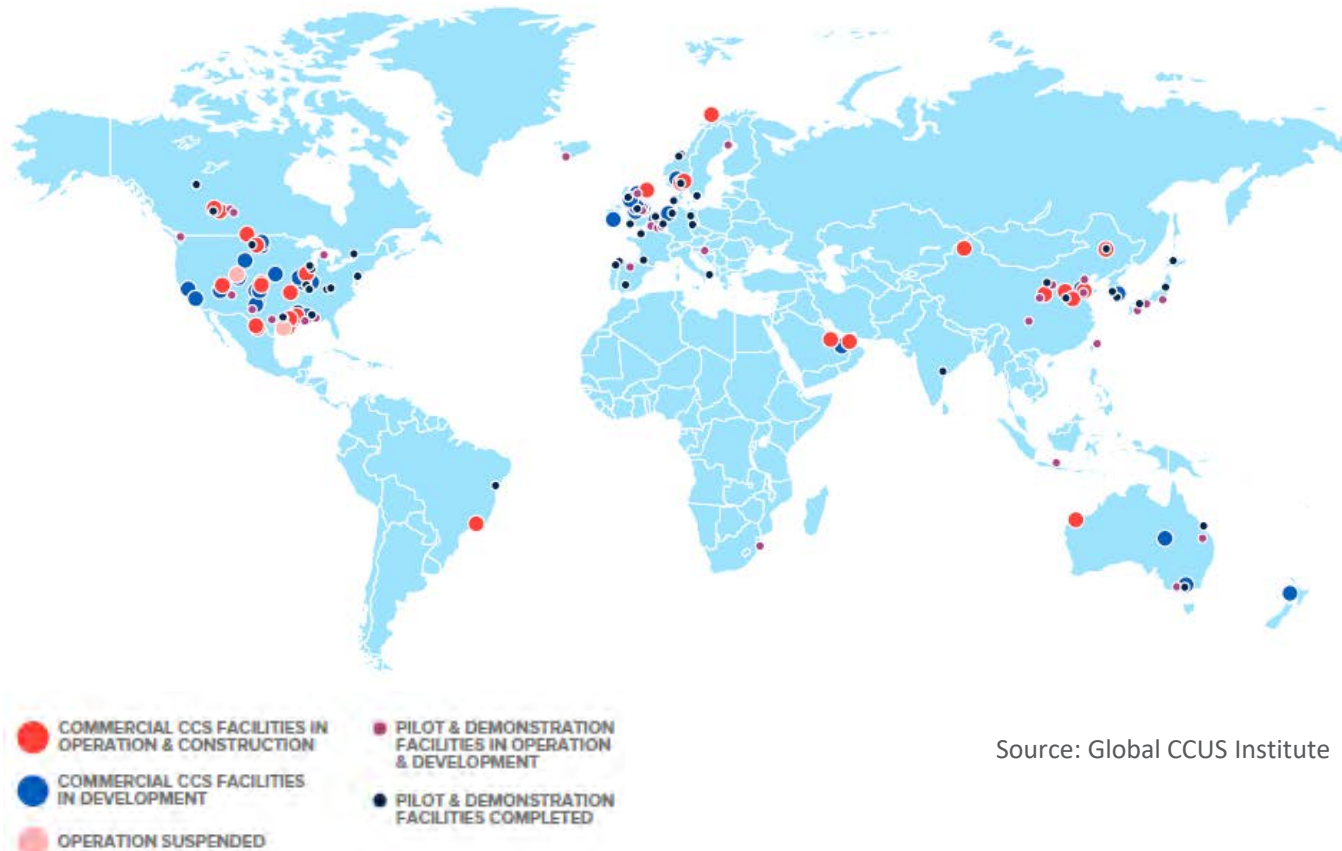 COMMERCIAL CCS FACILITIES IN
OPERATION & CONSTRUCTION
COMMERCIAL CCS FACILITIES
IN DEVELOPMENT
OPERATION SUSPENDED
PILOT & DEMONSTRATION
FACILITIES IN OPERATION
& DEVELOPMENT
PILOT & DEMONSTRATION
FACILITIES COMPLETED
Source: Global CCUS Institute